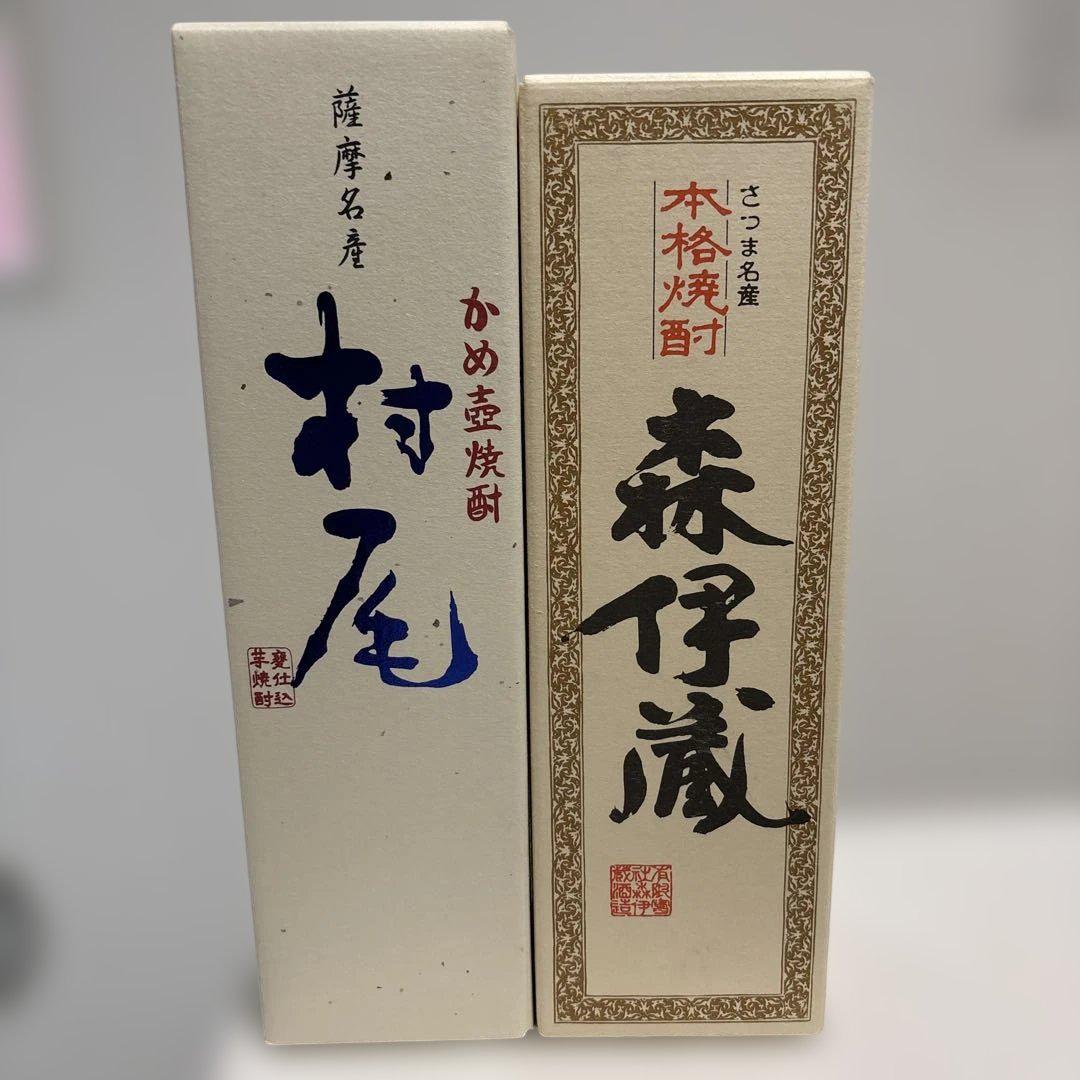 薩摩名産
かめ壺焼酎
村尾
甕仕込
芋焼酎
さつま名産
本格焼酎
森伊蔵
有限会
社森伊
蔵酒造